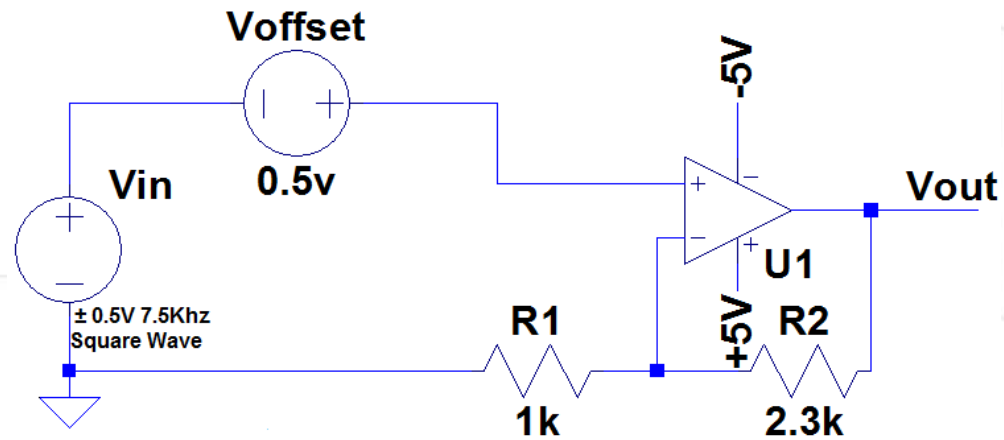 Voffset
-5V
Vin
0.5v
Vout
U1
± 0.5V 7.5Khz
Square Wave
R1
+5V
R2
1k
2.3k